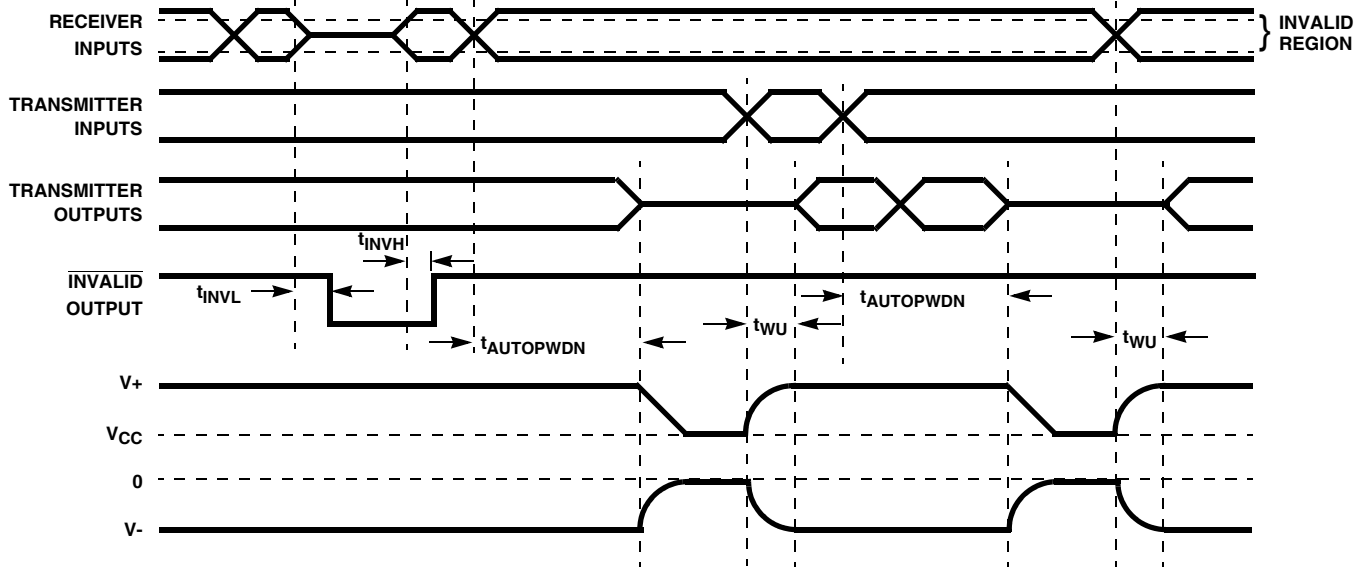 RECEIVER
INPUTS
} INVALID
REGION
TRANSMITTER
INPUTS
TRANSMITTER
OUTPUTS
tINVH
INVALID
OUTPUT
tINVL
tAUTOPWDN
tAUTOPWDN
tWU
tWU
V+
VCC
0
V-